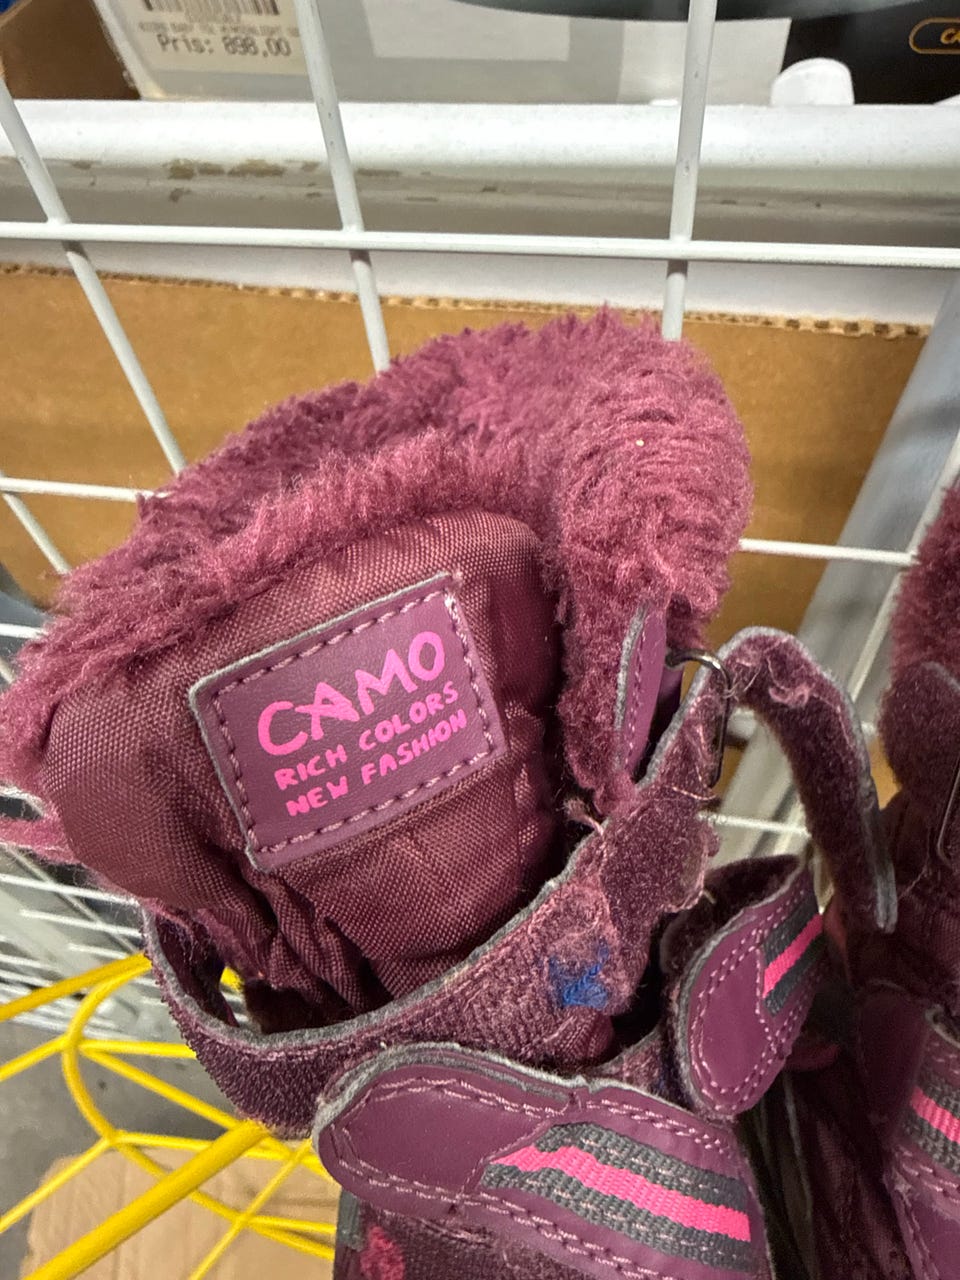 Pris: 898,00
CAMO
RICH COLORS
NEW FASHION